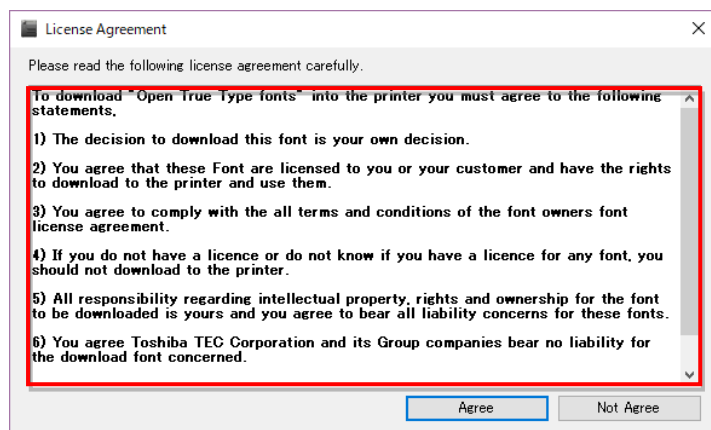 License Agreement
Please read the following license agreement carefully.
To download "Open True Type fonts" into the printer you must agree to the following
statements,
1) The decision to download this font is your own decision.
2) You agree that these Font are licensed to you or your customer and have the rights
to download to the printer and use them.
3) You agree to comply with the all terms and conditions of the font owners font
license agreement.
4) If you do not have a licence or do not know if you have a licence for any font, you
should not download to the printer.
5) All responsibility regarding intellectual property, rights and ownership for the font
to be downloaded is yours and you agree to bear all liability concerns for these fonts.
6) You agree Toshiba TEC Corporation and its Group companies bear no liability for
the download font concerned.
Agree
Not Agree